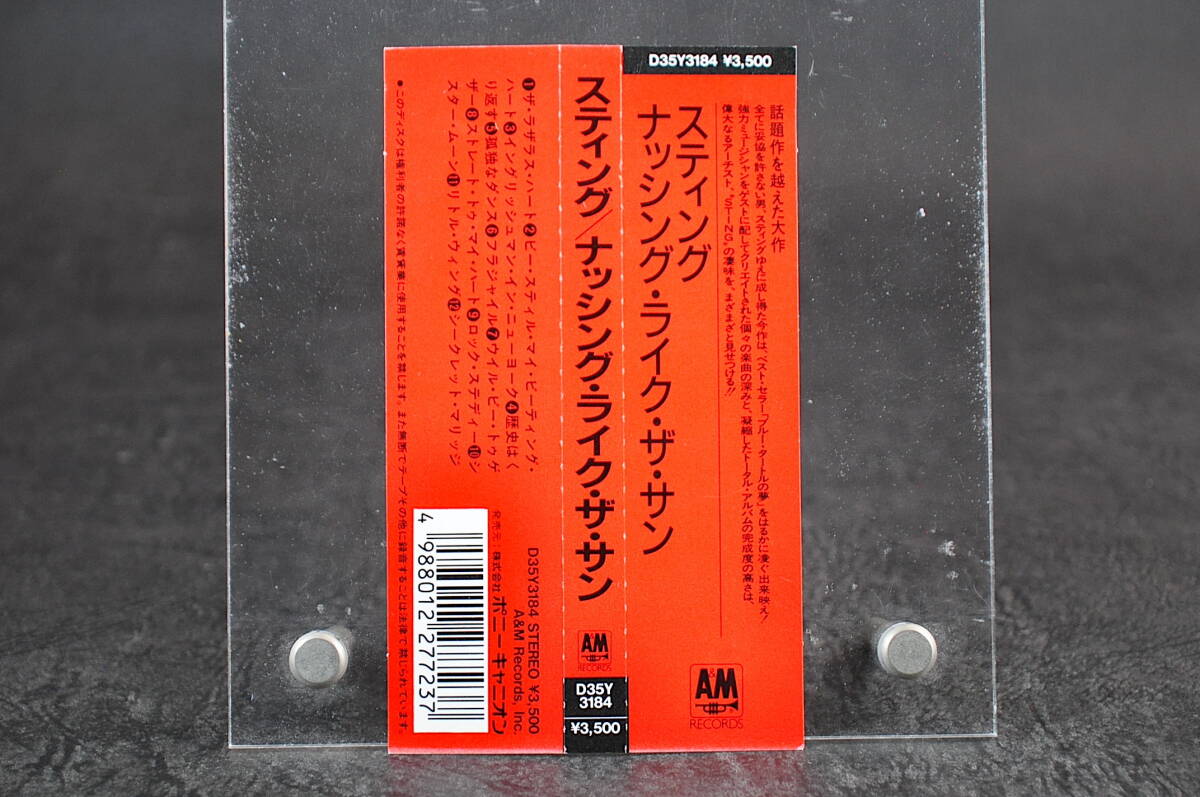 D35Y3184 ¥3,500
話題作を越えた大作
全てに妥協を許さない男、スティングゆえに成し得た今作は、ベスト・セラー「ブルー・タートルの夢」をはるかに凌ぐ出来映え!
強力ミュージシャンをゲストに配してクリエイトされた個々の楽曲の深みと、凝縮したトータル・アルバムの完成度の高さは、
偉大なるアーチスト、"STING"の凄味を、まざまざと見せつける!!
スティング
ナッシング・ライク・ザ・サン
A&M
RECORDS
スティング/ナッシング・ライク・ザ・サン
A&M
RECORDS
D35Y
3184
¥3,500
❶ザ・ラザラス・ハート❷ビー・スティル・マイ・ビーティング・
ハート❸イングリッシュマン・イン・ニューヨーク❹歴史はく
り返す❺孤独なダンス❻フラジャイル❼ウイル・ビー・トゥゲ
ザー❽ストレート・トゥ・マイ・ハート❾ロック・ステディー❿シ
スター・ムーン⓫リトル・ウィング⓬シークレット・マリッジ
●このディスクは権利者の許諾なく賃貸業に使用することを禁じます。また無断でテープその他に録音することは法律で禁じられています。
D35Y3184 STEREO ¥3,500
A&M Records, Inc.
発売元:株式会社 ポニーキャニオン
4 988012 277237